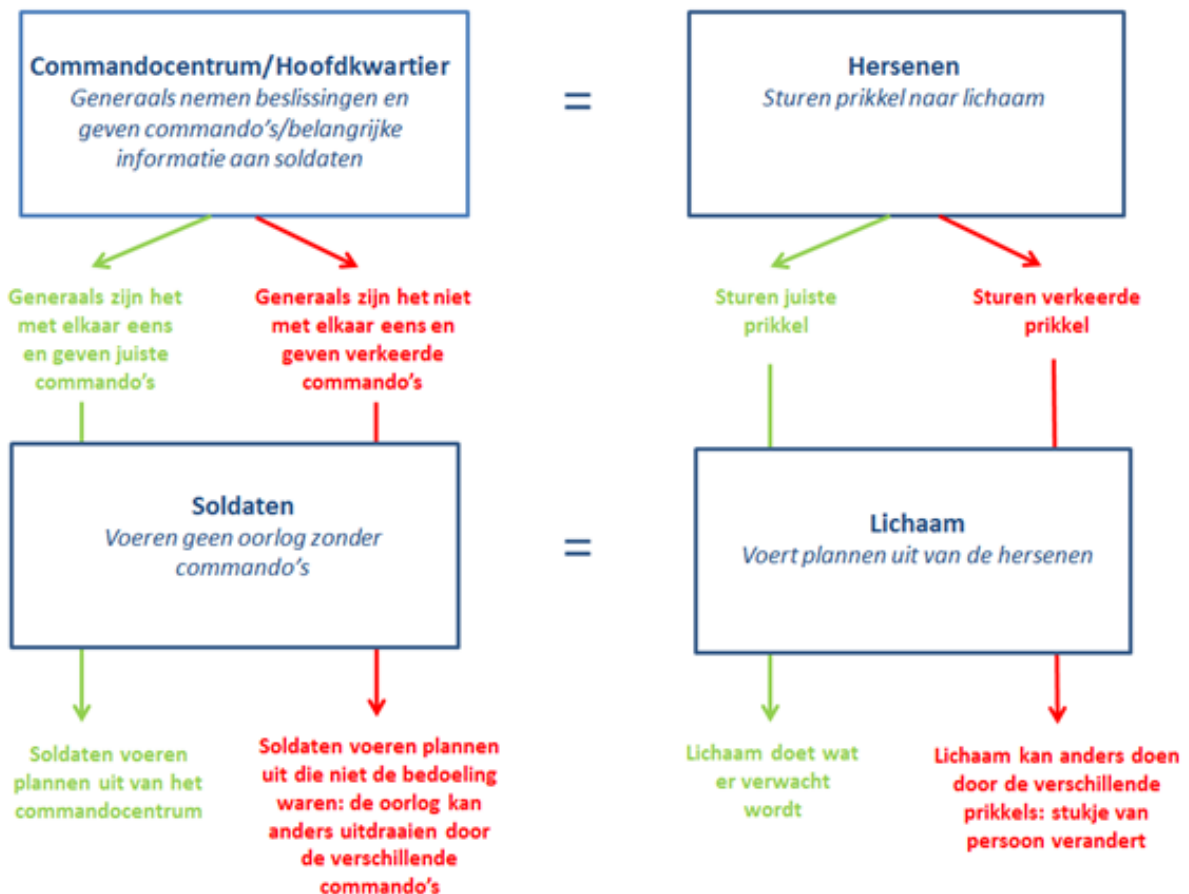 Commandocentrum/Hoofdkwartier
Generaals nemen beslissingen en
geven commando's/belangrijke
informatie aan soldaten
=
Hersenen
Sturen prikkel naar lichaam
Generaals zijn het
met elkaar eens
en geven juiste
commando's
Generaals zijn het niet
met elkaar eens en
geven verkeerde
commando's
Sturen juiste
prikkel
Sturen verkeerde
prikkel
Soldaten
Voeren geen oorlog zonder
commando's
=
Lichaam
Voert plannen uit van de hersenen
Soldaten voeren
plannen uit van het
commandocentrum
Soldaten voeren plannen
uit die niet de bedoeling
waren: de oorlog kan
anders uitdraaien door
de verschillende
commando's
Lichaam doet wat
er verwacht
wordt
Lichaam kan anders doen
door de verschillende
prikkels: stukje van
persoon verandert